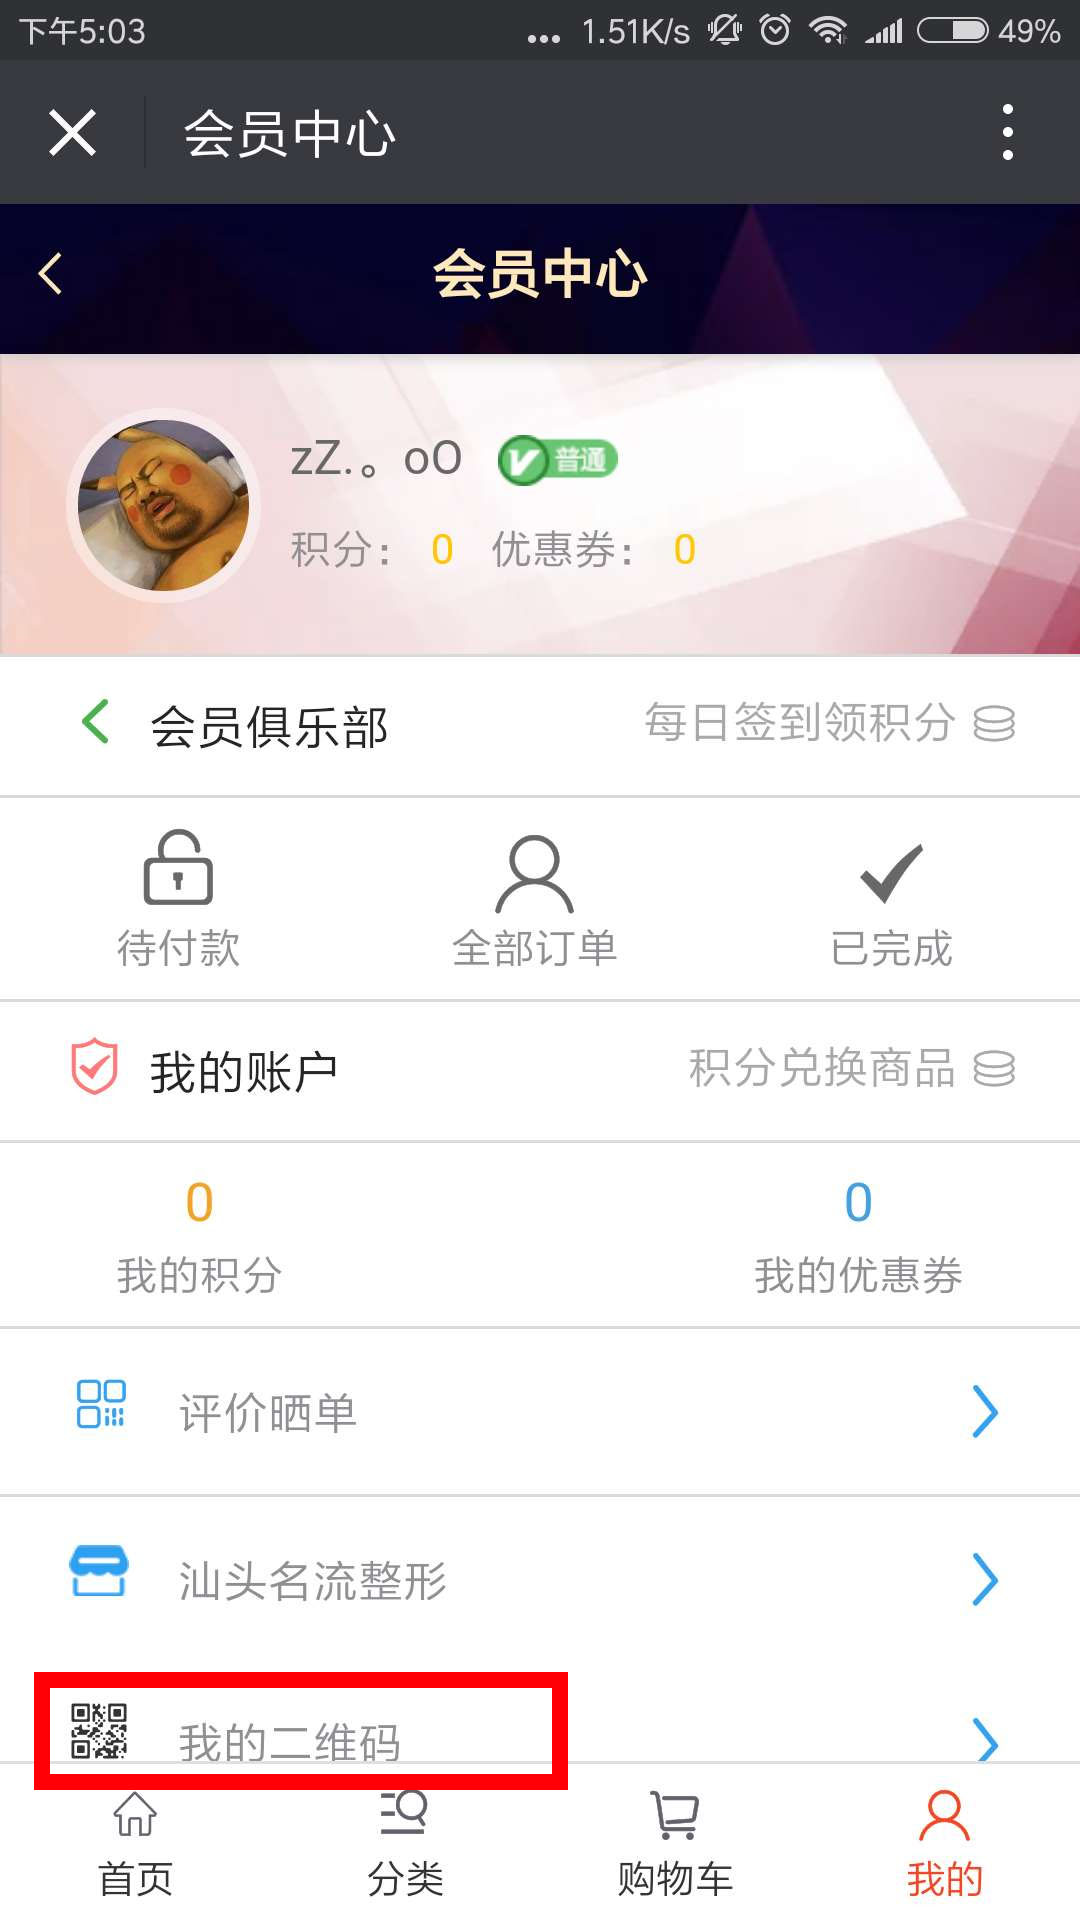 下午5:03 ... 1.51K/s 49%
会员中心
会员中心
zZ.。oO 普通
积分： 0 优惠券： 0
会员俱乐部 每日签到领积分
待付款 全部订单 已完成
我的账户 积分兑换商品
0 0
我的积分 我的优惠券
评价晒单
汕头名流整形
我的二维码
首页 分类 购物车 我的